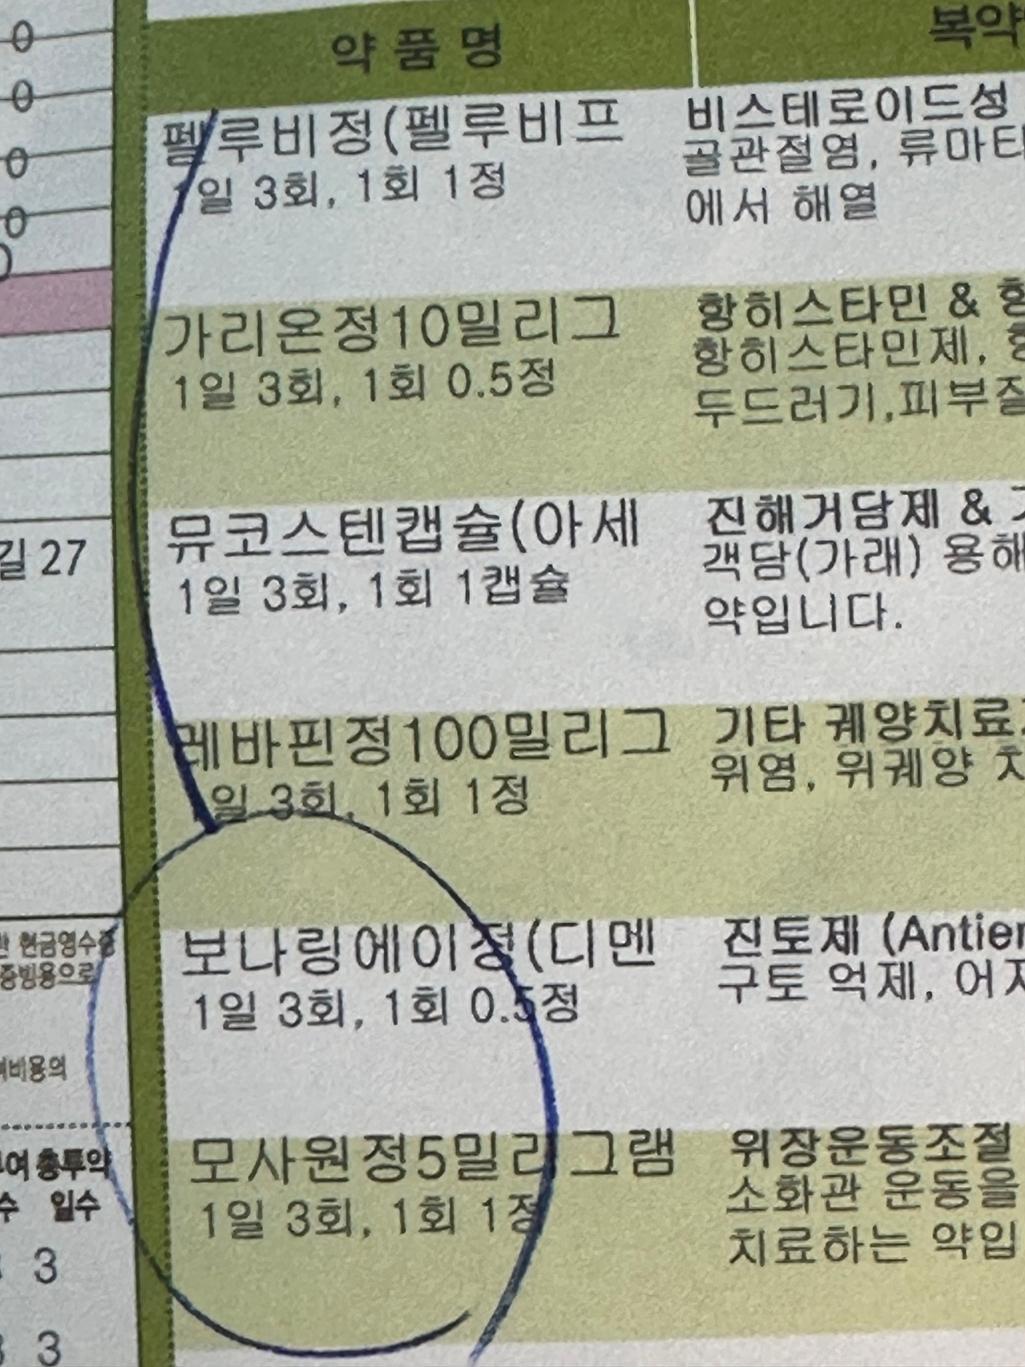 약 품 명
복약
펠루비정(펠루비프
1일 3회, 1회 1정
비스테로이드성
골관절염, 류마티
에서 해열
가리온정10밀리그
1일 3회, 1회 0.5정
항히스타민 & 항
항히스타민제, 항
두드러기,피부질
뮤코스텐캡슐(아세
1일 3회, 1회 1캡슐
진해거담제 &
객담(가래) 용해
약입니다.
레바핀정100밀리그
1일 3회, 1회 1정
기타 궤양치료
위염, 위궤양 치
보나링에이정(디멘
1일 3회, 1회 0.5정
진토제 (Antiem
구토 억제, 어지
모사원정5밀리그램
1일 3회, 1회 1정
위장운동조절
소화관 운동을
치료하는 약입
0
0
0
0
길 27
현금영수증
증빙용으로
비용의
여 총투약
수 일수
3
3